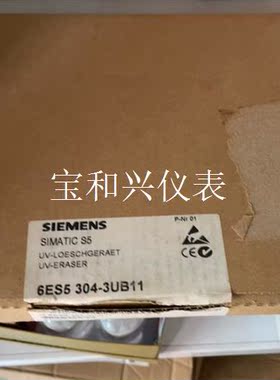 宝和兴仪表
SIEMENS
P-Nr 01
SIMATIC S5
UV-LOESCHGERAET
UV-ERASER
6ES5 304-3UB11